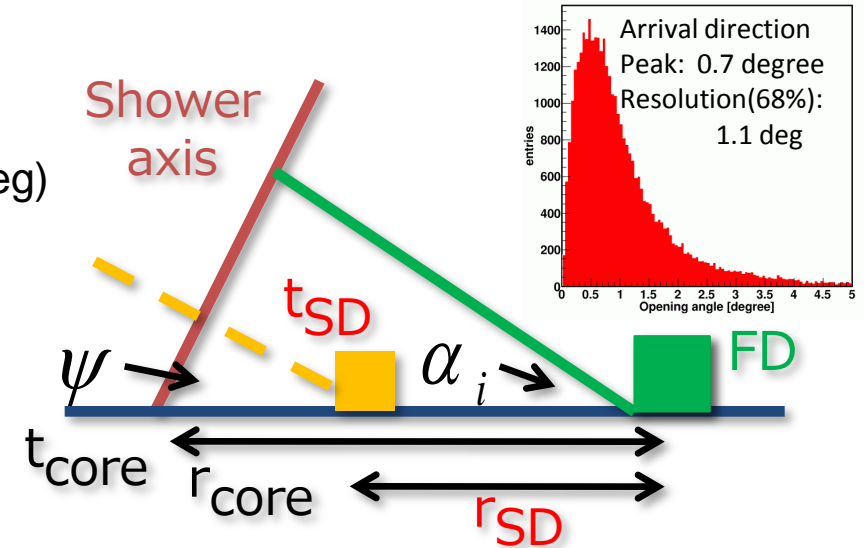 Shower
axis
eg)
tSD
ψ
αi
FD
tcore
rcore
rSD
Arrival direction
Peak: 0.7 degree
Resolution(68%):
1.1 deg
entries
1400
1200
1000
800
600
400
200
0
0 0.5 1 1.5 2 2.5 3 3.5 4 4.5 5
Opening angle [degree]